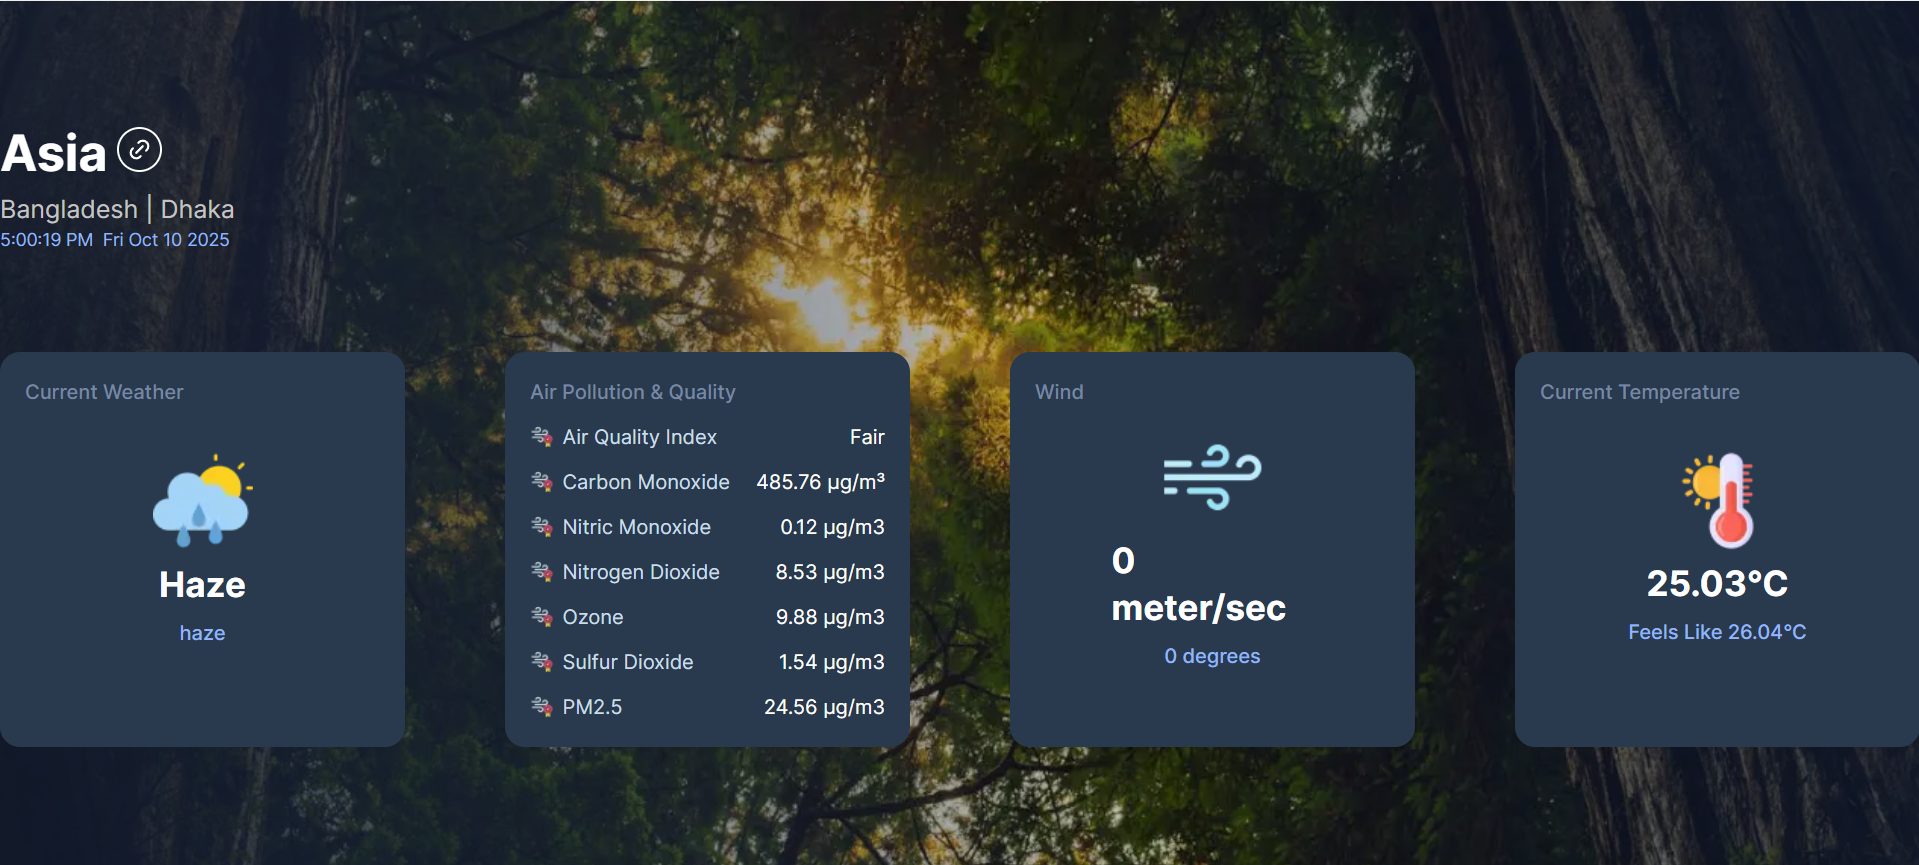 Asia
Bangladesh | Dhaka
5:00:19 PM Fri Oct 10 2025
Current Weather
Haze
haze
Air Pollution & Quality
Air Quality Index Fair
Carbon Monoxide 485.76 µg/m³
Nitric Monoxide 0.12 µg/m3
Nitrogen Dioxide 8.53 µg/m3
Ozone 9.88 µg/m3
Sulfur Dioxide 1.54 µg/m3
PM2.5 24.56 µg/m3
Wind
0
meter/sec
0 degrees
Current Temperature
25.03°C
Feels Like 26.04°C